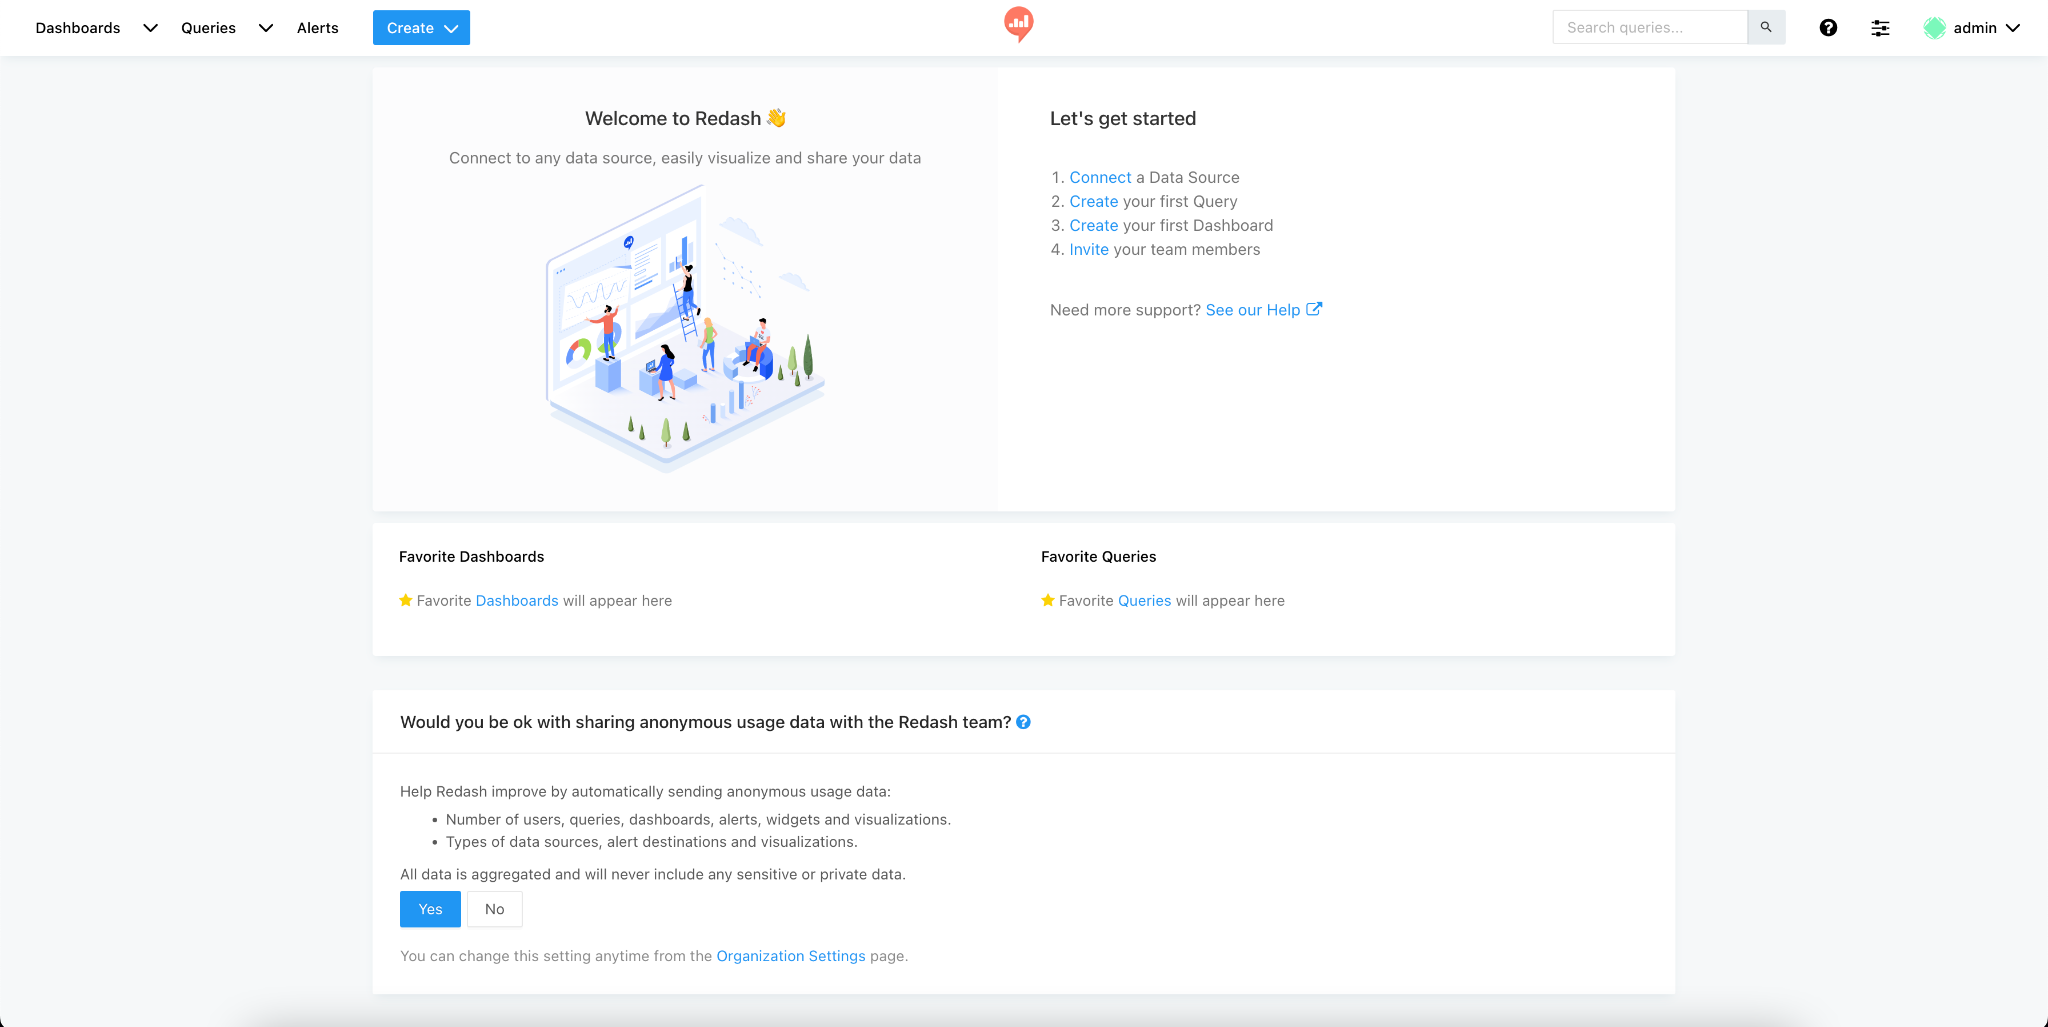 Dashboards Queries Alerts Create Search queries... admin
Welcome to Redash 👋
Connect to any data source, easily visualize and share your data
Let's get started
1. Connect a Data Source
2. Create your first Query
3. Create your first Dashboard
4. Invite your team members
Need more support? See our Help
Favorite Dashboards
Favorite Dashboards will appear here
Favorite Queries
Favorite Queries will appear here
Would you be ok with sharing anonymous usage data with the Redash team?
Help Redash improve by automatically sending anonymous usage data:
• Number of users, queries, dashboards, alerts, widgets and visualizations.
• Types of data sources, alert destinations and visualizations.
All data is aggregated and will never include any sensitive or private data.
Yes No
You can change this setting anytime from the Organization Settings page.